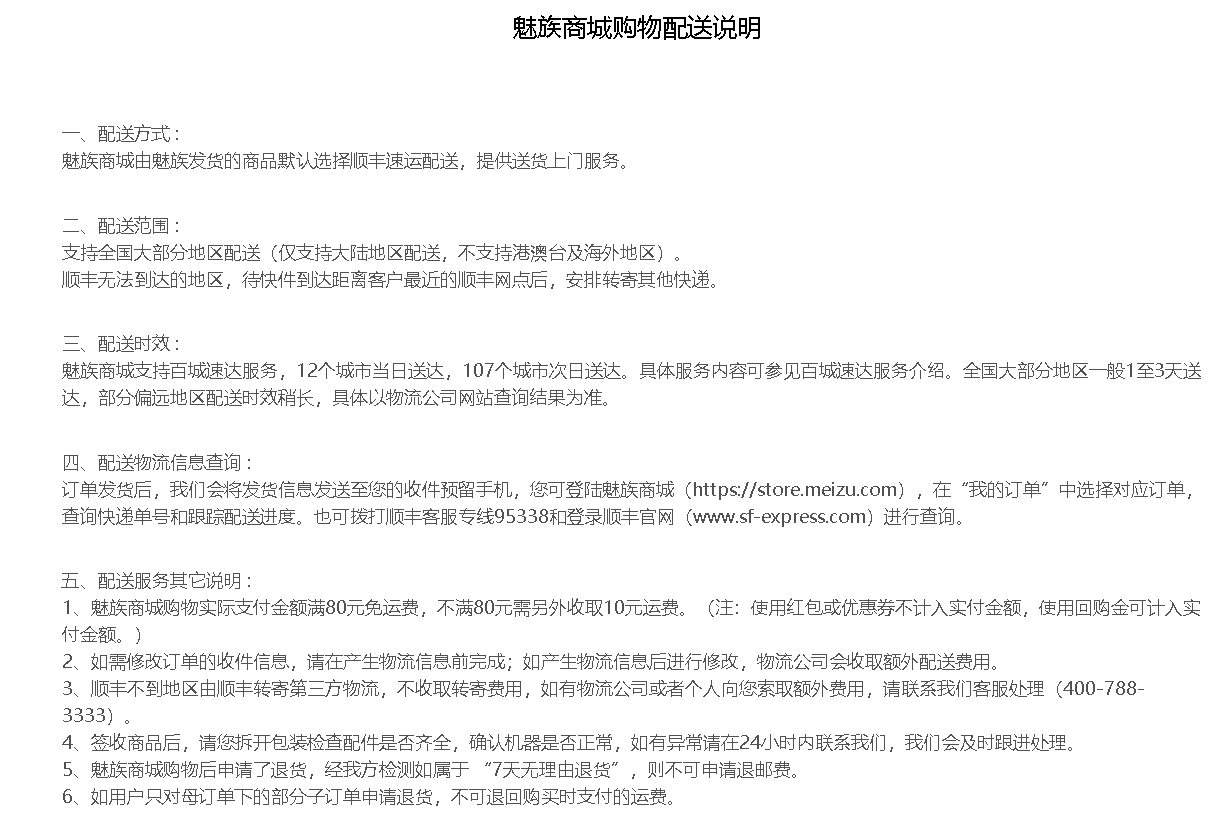 魅族商城购物配送说明
一、配送方式：
魅族商城由魅族发货的商品默认选择顺丰速运配送，提供送货上门服务。
二、配送范围：
支持全国大部分地区配送（仅支持大陆地区配送，不支持港澳台及海外地区）。
顺丰无法到达的地区，待快件到达距离客户最近的顺丰网点后，安排转寄其他快递。
三、配送时效：
魅族商城支持百城速达服务，12个城市当日送达，107个城市次日送达。具体服务内容可参见百城速达服务介绍。全国大部分地区一般1至3天送
达，部分偏远地区配送时效稍长，具体以物流公司网站查询结果为准。
四、配送物流信息查询：
订单发货后，我们会将发货信息发送至您的收件预留手机，您可登陆魅族商城（https://store.meizu.com），在“我的订单”中选择对应订单，
查询快递单号和跟踪配送进度。也可拨打顺丰客服专线95338和登录顺丰官网（www.sf-express.com）进行查询。
五、配送服务其它说明：
1、魅族商城购物实际支付金额满80元免运费，不满80元需另外收取10元运费。（注：使用红包或优惠券不计入实付金额，使用回购金可计入实
付金额。）
2、如需修改订单的收件信息，请在产生物流信息前完成；如产生物流信息后进行修改，物流公司会收取额外配送费用。
3、顺丰不到地区由顺丰转寄第三方物流，不收取转寄费用，如有物流公司或者个人向您索取额外费用，请联系我们客服处理（400-788-
3333）。
4、签收商品后，请您拆开包装检查配件是否齐全，确认机器是否正常，如有异常请在24小时内联系我们，我们会及时跟进处理。
5、魅族商城购物后申请了退货，经我方检测如属于 “7天无理由退货”，则不可申请退邮费。
6、如用户只对母订单下的部分子订单申请退货，不可退回购买时支付的运费。